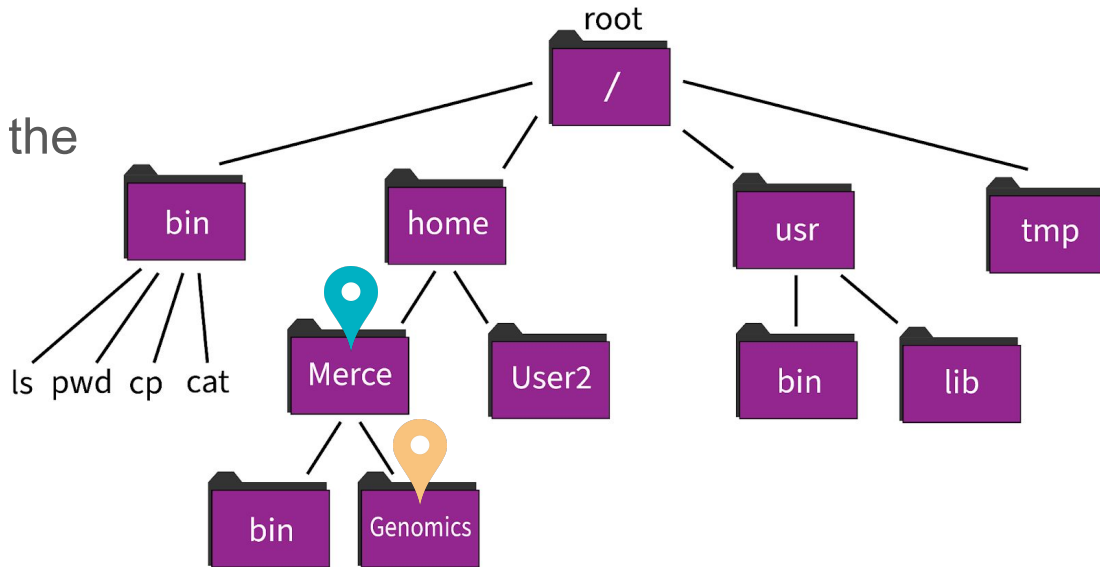 root
/
the
bin
home
usr
tmp
ls pwd cp cat
Merce
User2
bin
lib
bin
Genomics